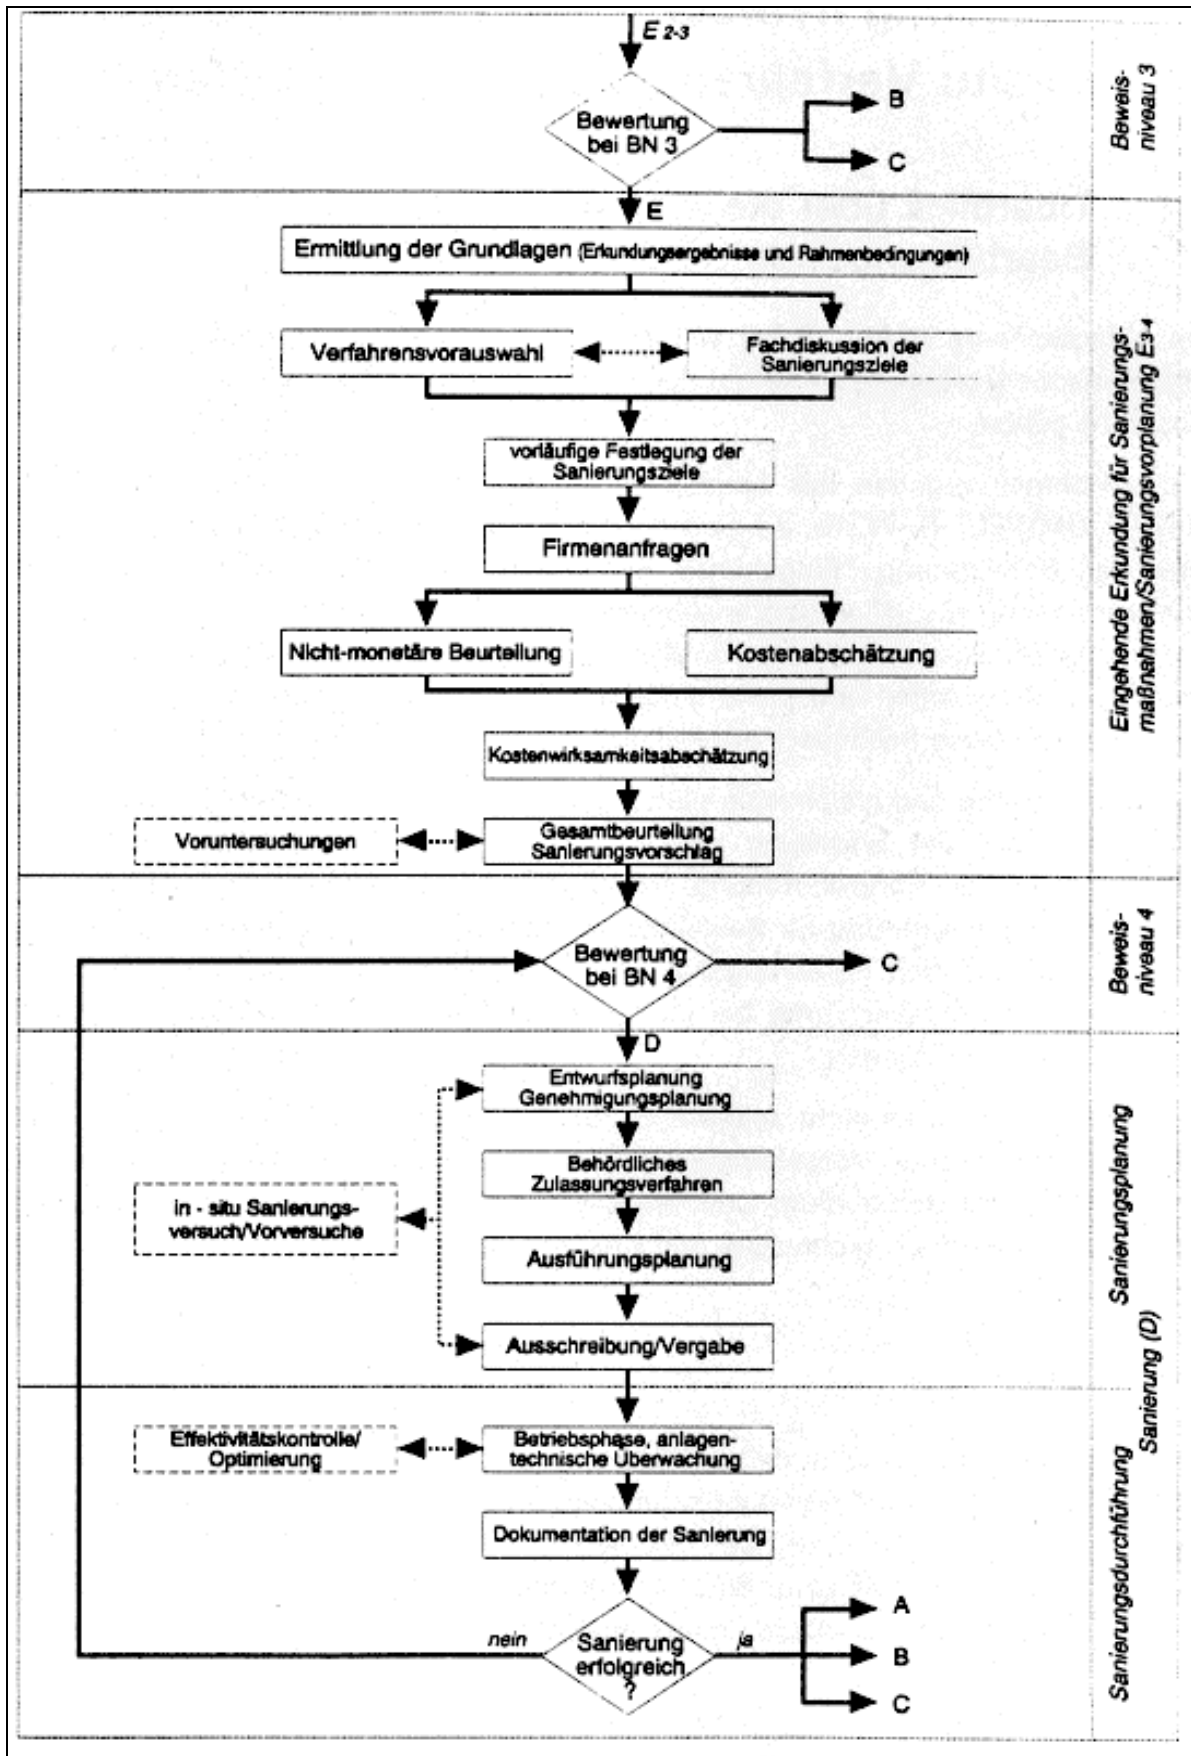 E 2-3
Bewertung
bei BN 3
B
C
Beweis-
niveau 3
E
Ermittlung der Grundlagen (Erkundungsergebnisse und Rahmenbedingungen)
Verfahrensvorauswahl
Fachdiskussion der
Sanierungsziele
vorläufige Festlegung der
Sanierungsziele
Firmenanfragen
Nicht-monetäre Beurteilung
Kostenabschätzung
Kostenwirksamkeitsabschätzung
Voruntersuchungen
Gesamtbeurteilung
Sanierungsvorschlag
Eingehende Erkundung für Sanierungs-
maßnahmen/Sanierungsvorplanung E3-4
Bewertung
bei BN 4
C
Beweis-
niveau 4
D
Entwurfsplanung
Genehmigungsplanung
Behördliches
Zulassungsverfahren
in - situ Sanierungs-
versuch/Vorversuche
Ausführungsplanung
Ausschreibung/Vergabe
Sanierungsplanung
Sanierung (D)
Effektivitätskontrolle/
Optimierung
Betriebsphase, anlagen-
technische Überwachung
Dokumentation der Sanierung
nein
Sanierung
erfolgreich
?
ja
A
B
C
Sanierungsdurchführung